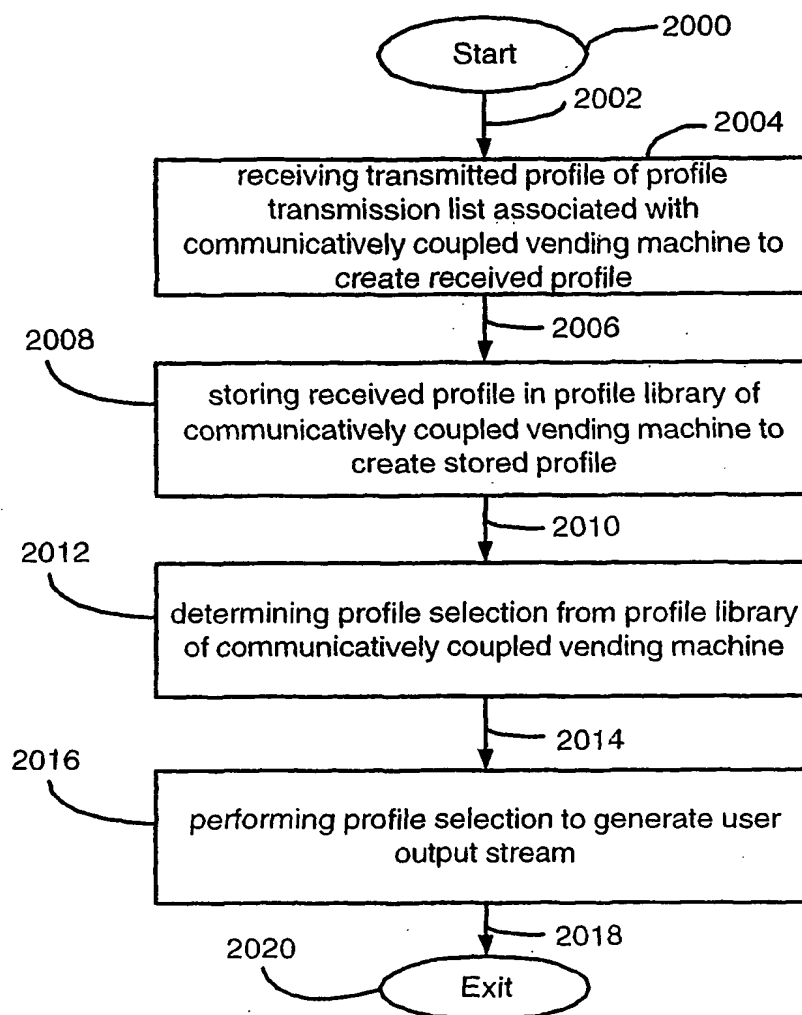 2000
Start
2002
2004
receiving transmitted profile of profile
transmission list associated with
communicatively coupled vending machine to
create received profile
2006
2008
storing received profile in profile library of
communicatively coupled vending machine to
create stored profile
2010
2012
determining profile selection from profile library
of communicatively coupled vending machine
2014
2016
performing profile selection to generate user
output stream
2018
2020
Exit